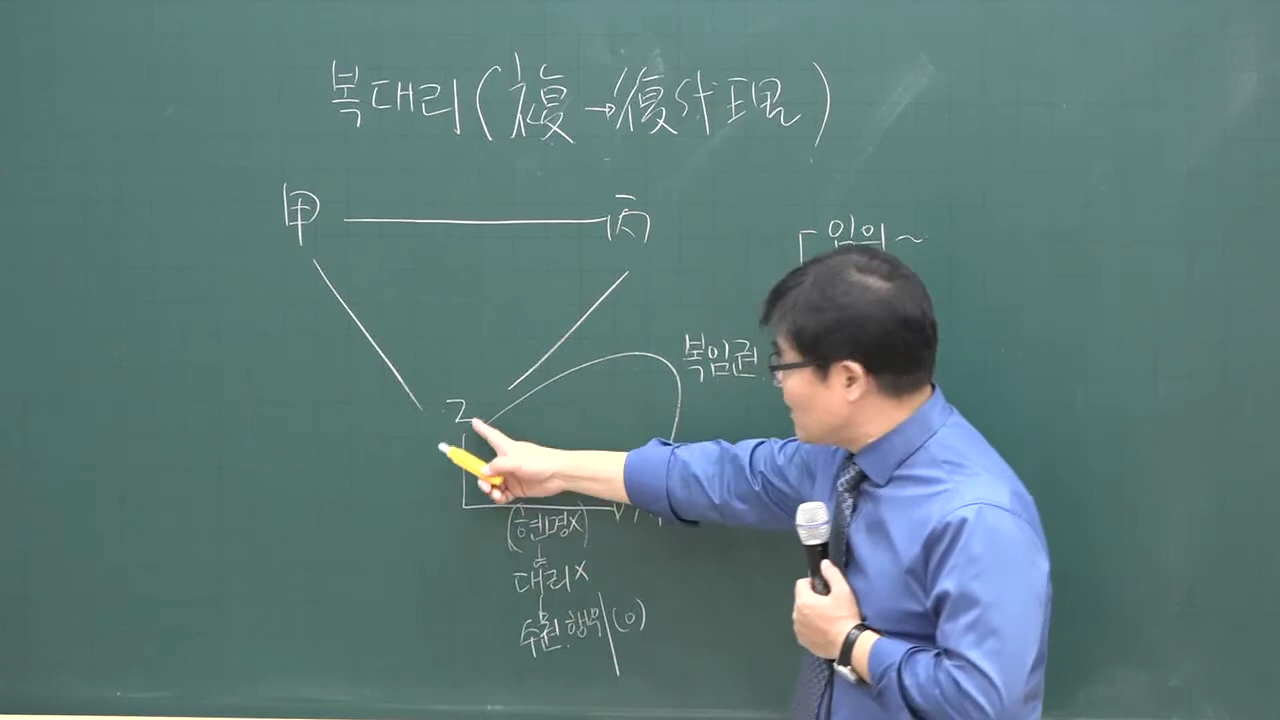 복대리(複→復代理)
甲 丙
임의~
복임권
乙
(현명x)
대리x
수권.행위(0)